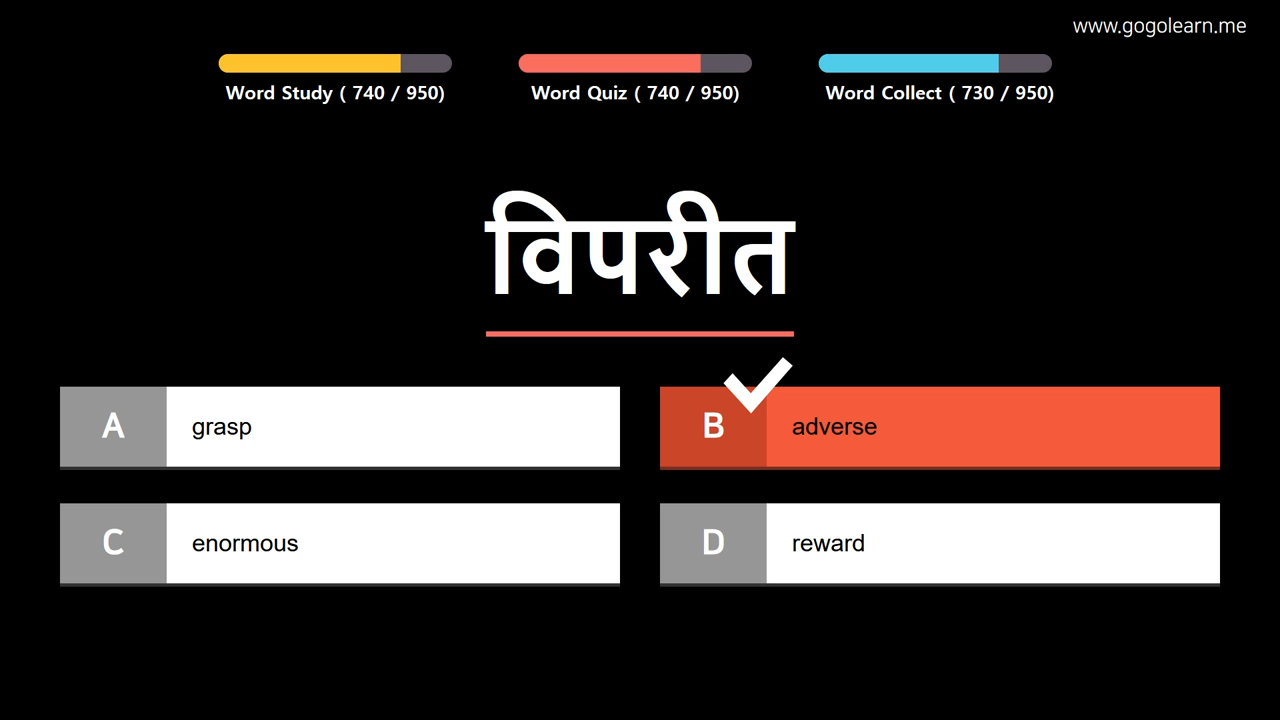 www.gogolearn.me
Word Study ( 740 / 950)
Word Quiz ( 740 / 950)
Word Collect ( 730 / 950)
विपरीत
A grasp
B adverse
C enormous
D reward